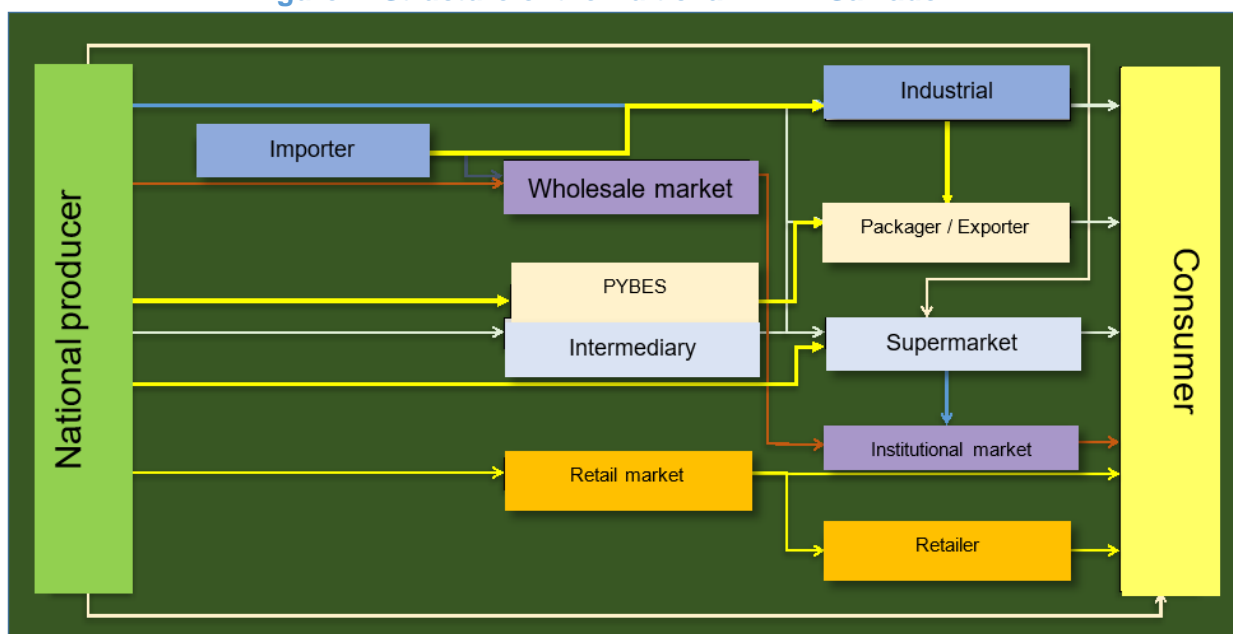 National producer
Importer
Wholesale market
PYBES
Intermediary
Retail market
Industrial
Packager / Exporter
Supermarket
Institutional market
Retailer
Consumer